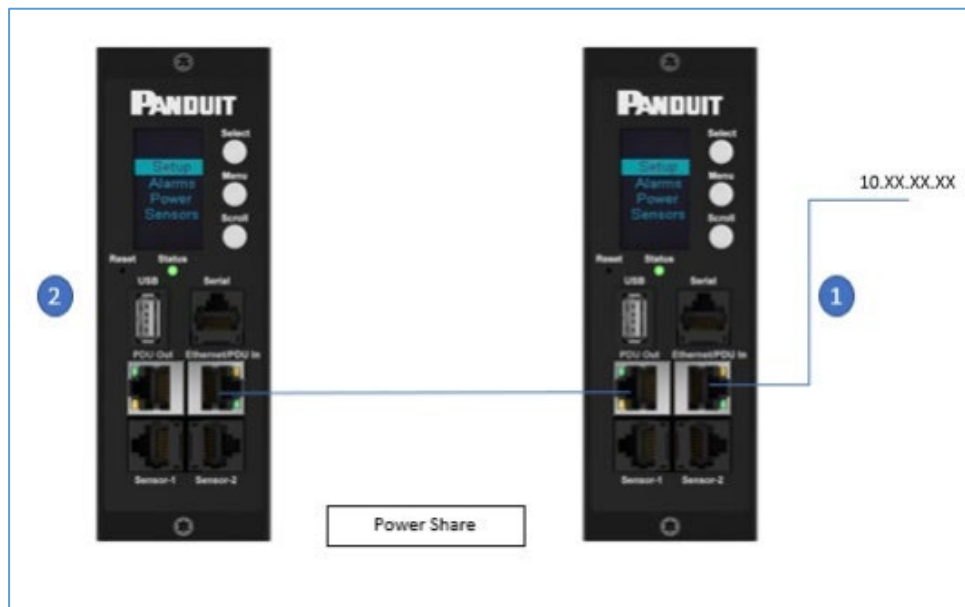 PANDUIT
Select
Setup
Menu
Alarms
Power
Sensors
Scroll
Reset Status
USB Serial
PDU Out Ethernet/PDU In
Sensor-1 Sensor-2
2
PANDUIT
Select
Setup
Menu
Alarms
Power
Sensors
Scroll
Reset Status
USB Serial
PDU Out Ethernet/PDU In
Sensor-1 Sensor-2
10.XX.XX.XX
1
Power Share